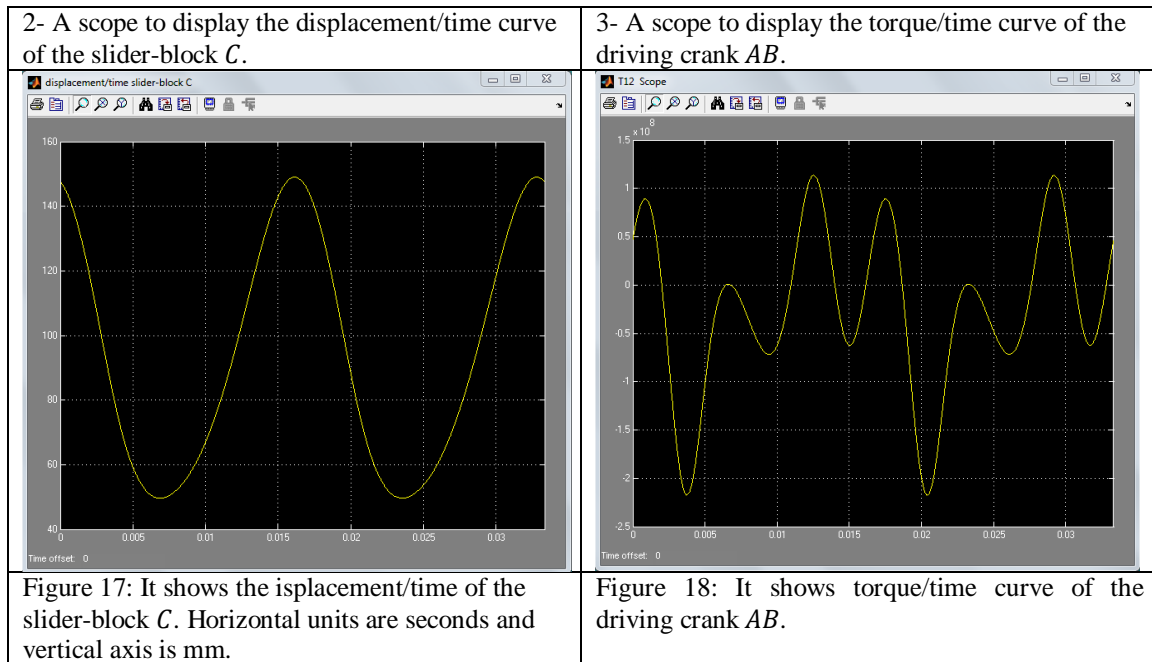 2- A scope to display the displacement/time curve
of the slider-block C.
3- A scope to display the torque/time curve of the
driving crank AB.
displacement/time slider-block C
160
140
120
100
80
60
40
0 0.005 0.01 0.015 0.02 0.025 0.03
Time offset: 0
T12 Scope
x 10^8
1.5
1
0.5
0
-0.5
-1
-1.5
-2
-2.5
0 0.005 0.01 0.015 0.02 0.025 0.03
Time offset: 0
Figure 17: It shows the isplacement/time of the
slider-block C. Horizontal units are seconds and
vertical axis is mm.
Figure 18: It shows torque/time curve of the
driving crank AB.